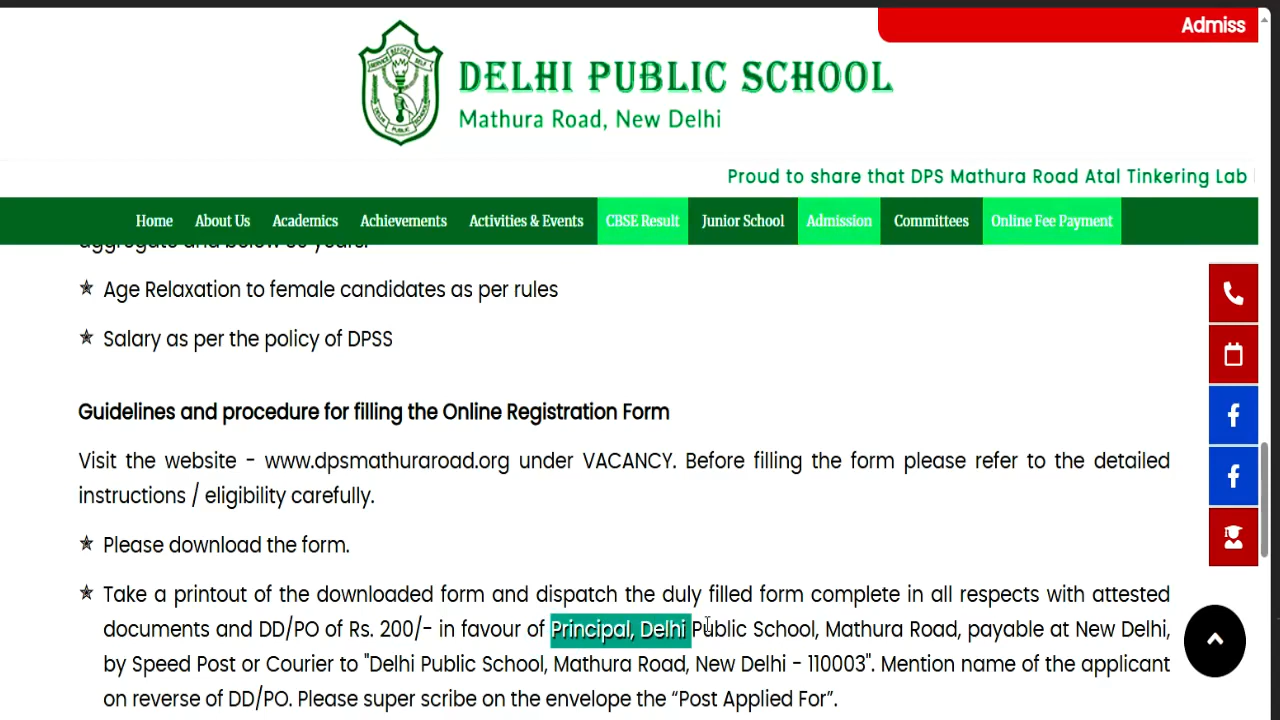 Admiss
DELHI PUBLIC SCHOOL
Mathura Road, New Delhi
Proud to share that DPS Mathura Road Atal Tinkering Lab
Home About Us Academics Achievements Activities & Events CBSE Result Junior School Admission Committees Online Fee Payment
Age Relaxation to female candidates as per rules
Salary as per the policy of DPSS
Guidelines and procedure for filling the Online Registration Form
Visit the website - www.dpsmathuraroad.org under VACANCY. Before filling the form please refer to the detailed
instructions / eligibility carefully.
Please download the form.
Take a printout of the downloaded form and dispatch the duly filled form complete in all respects with attested
documents and DD/PO of Rs. 200/- in favour of Principal, Delhi Public School, Mathura Road, payable at New Delhi,
by Speed Post or Courier to "Delhi Public School, Mathura Road, New Delhi - 110003". Mention name of the applicant
on reverse of DD/PO. Please super scribe on the envelope the “Post Applied For”.